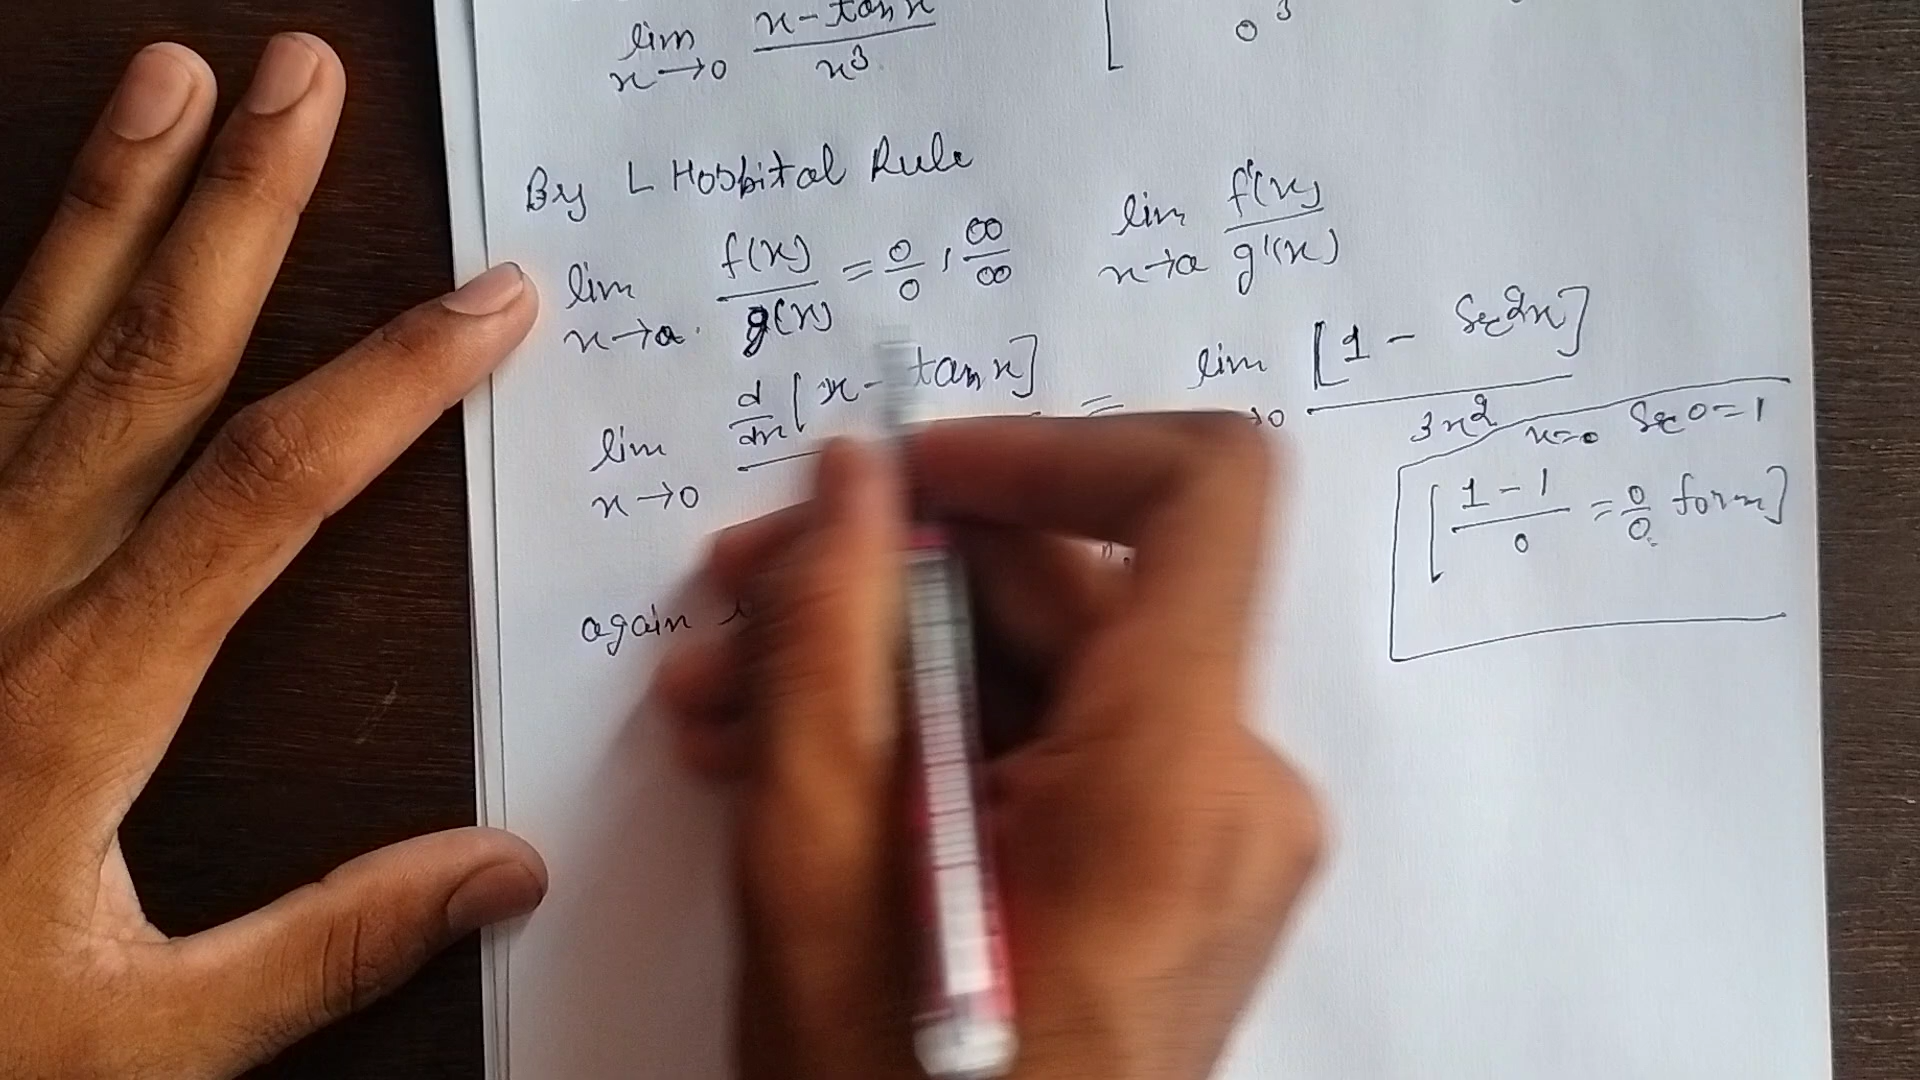 lim x - tan x
x→0 x³ [ 0³
By L Hospital Rule
lim f(x) = 0/0 , ∞/∞ lim f'(x)
x→a g(x) x→a g'(x)
lim d/dx [x - tan x] = lim [1 - Sec²x]
x→0 →0 3x²
x=0 Sec 0 = 1
[ 1 - 1 / 0 = 0/0 form ]
again